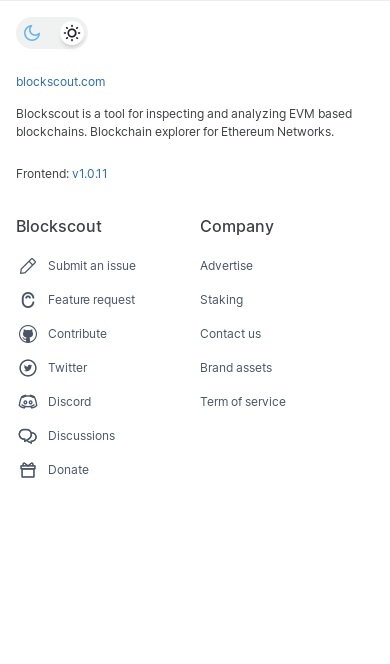 blockscout.com
Blockscout is a tool for inspecting and analyzing EVM based
blockchains. Blockchain explorer for Ethereum Networks.
Frontend: v1.0.11
Blockscout
Submit an issue
Feature request
Contribute
Twitter
Discord
Discussions
Donate
Company
Advertise
Staking
Contact us
Brand assets
Term of service